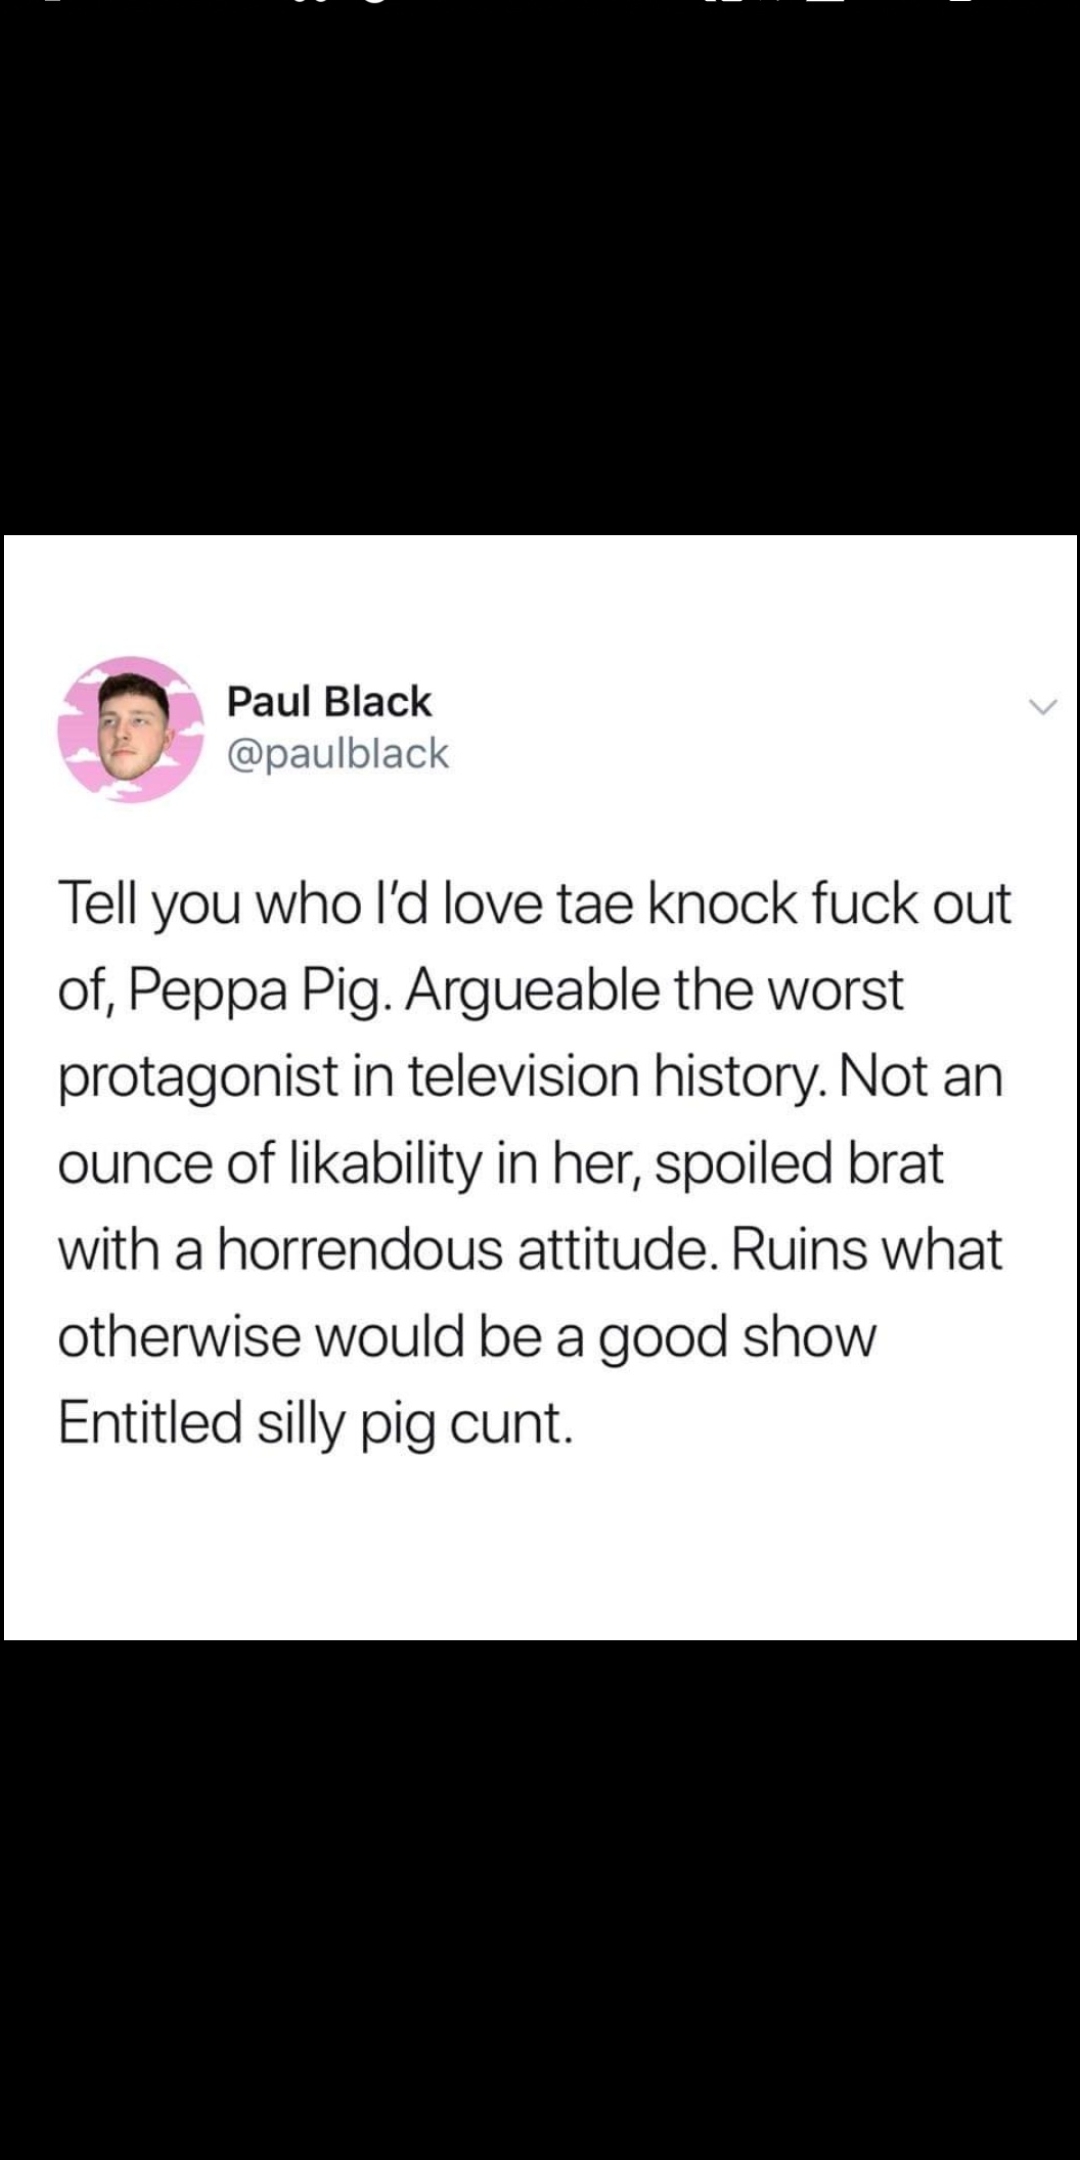 Paul Black
@paulblack
Tell you who I’d love tae knock fuck out
of, Peppa Pig. Argueable the worst
protagonist in television history. Not an
ounce of likability in her, spoiled brat
with a horrendous attitude. Ruins what
otherwise would be a good show
Entitled silly pig cunt.